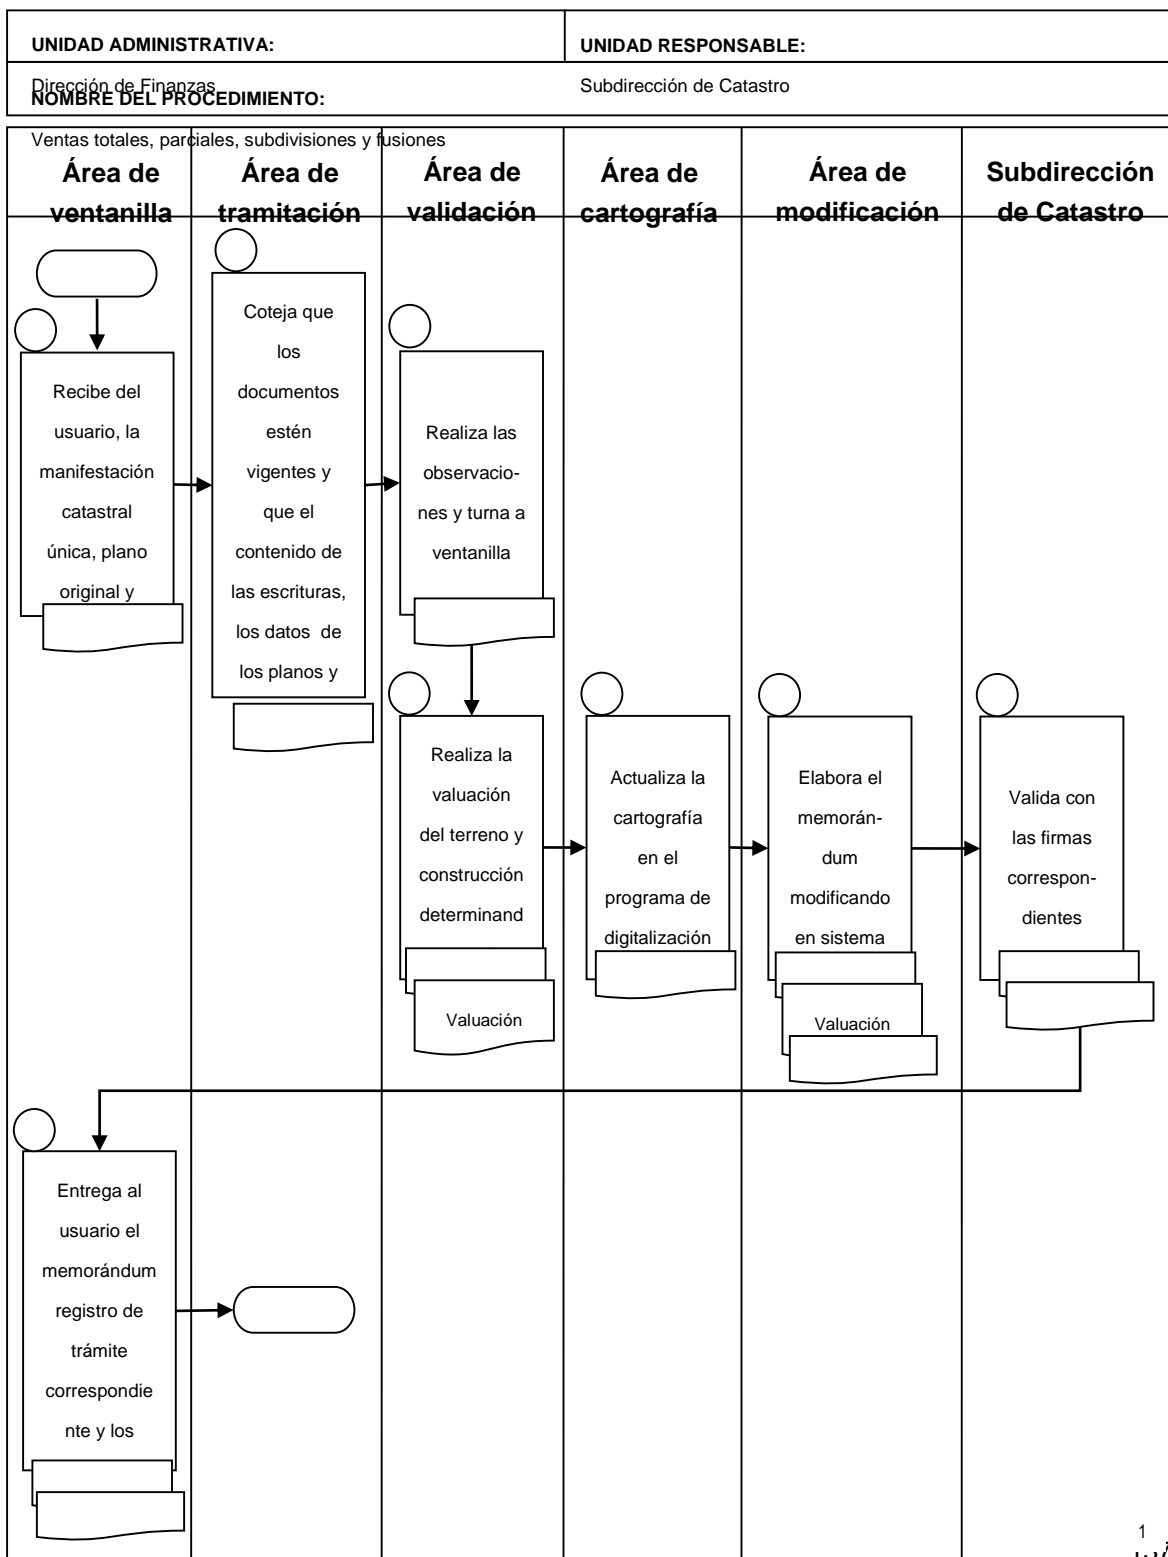 UNIDAD ADMINISTRATIVA:
UNIDAD RESPONSABLE:
Dirección de Finanzas
Subdirección de Catastro
NOMBRE DEL PROCEDIMIENTO:
Ventas totales, parciales, subdivisiones y fusiones
Área de
ventanilla
Área de
tramitación
Área de
validación
Área de
cartografía
Área de
modificación
Subdirección
de Catastro
Recibe del
usuario, la
manifestación
catastral
única, plano
original y
Coteja que
los
documentos
estén
vigentes y
que el
contenido de
las escrituras,
los datos de
los planos y
Realiza las
observacio-
nes y turna a
ventanilla
Realiza la
valuación
del terreno y
construcción
determinand
Valuación
Actualiza la
cartografía
en el
programa de
digitalización
Elabora el
memorán-
dum
modificando
en sistema
Valuación
Valida con
las firmas
correspon-
dientes
Entrega al
usuario el
memorándum
registro de
trámite
correspondie
nte y los
1